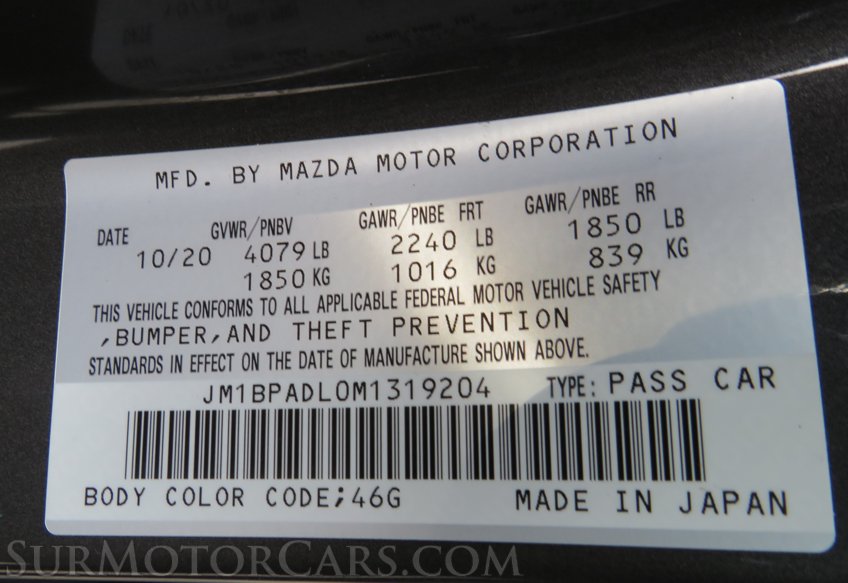 MFD. BY MAZDA MOTOR CORPORATION
DATE GVWR/PNBV GAWR/PNBE FRT GAWR/PNBE RR
10/20 4079 LB 2240 LB 1850 LB
1850 KG 1016 KG 839 KG
THIS VEHICLE CONFORMS TO ALL APPLICABLE FEDERAL MOTOR VEHICLE SAFETY
,BUMPER,AND THEFT PREVENTION
STANDARDS IN EFFECT ON THE DATE OF MANUFACTURE SHOWN ABOVE.
JM1BPADL0M1319204 TYPE: PASS CAR
BODY COLOR CODE;46G MADE IN JAPAN
SURMOTORCARS.COM